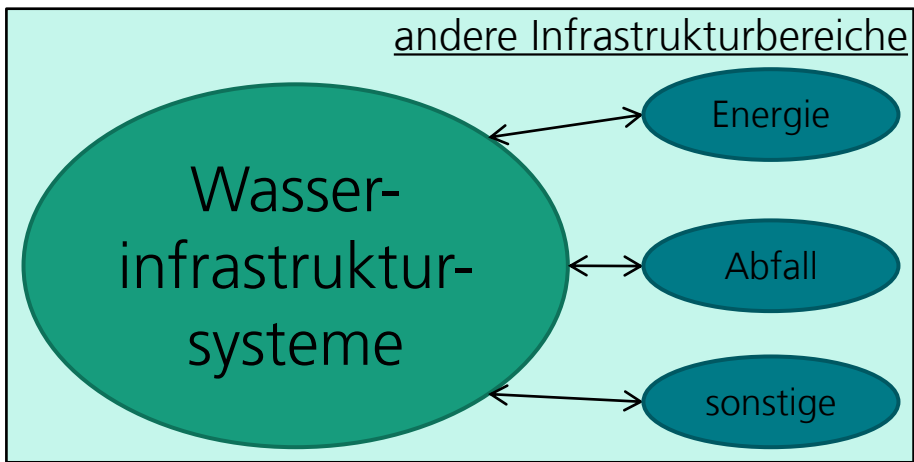 andere Infrastrukturbereiche
Wasser-
infrastruktur-
systeme
Energie
Abfall
sonstige